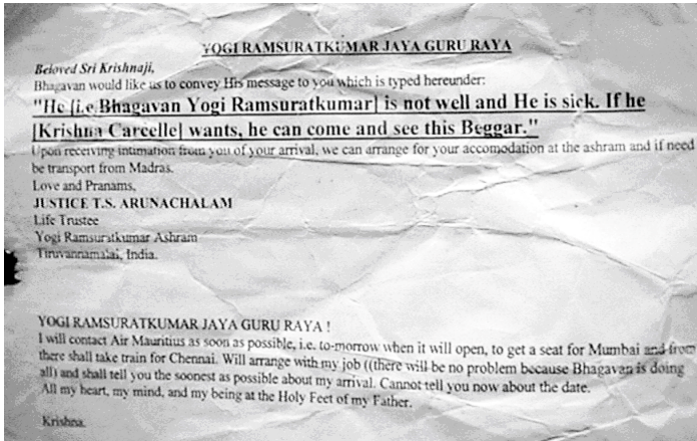 YOGI RAMSURATKUMAR JAYA GURU RAYA
Beloved Sri Krishnaji,
Bhagavan would like us to convey His message to you which is typed hereunder:
"He [i.e Bhagavan Yogi Ramsuratkumar] is not well and He is sick. If he
[Krishna Carcelle] wants, he can come and see this Beggar."
Upon receiving intimation from you of your arrival, we can arrange for your accomodation at the ashram and if need
be transport from Madras.
Love and Pranams,
JUSTICE T.S. ARUNACHALAM
Life Trustee
Yogi Ramsuratkumar Ashram
Tiruvannamalai, India.
YOGI RAMSURATKUMAR JAYA GURU RAYA !
I will contact Air Mauritius as soon as possible, i.e. to-morrow when it will open, to get a seat for Mumbai and from
there shall take train for Chennai. Will arrange with my job ((there will be no problem because Bhagavan is doing
all) and shall tell you the soonest as possible about my arrival. Cannot tell you now about the date.
All my heart, my mind, and my being at the Holy Feet of my Father.
Krishna.